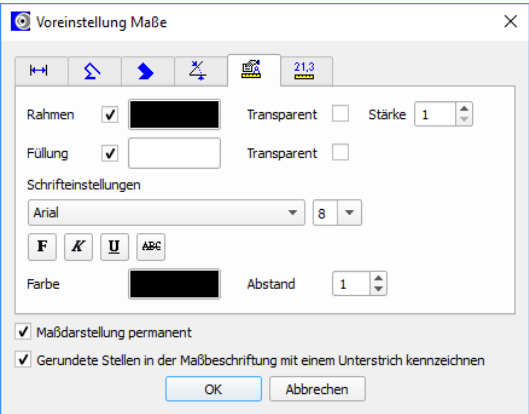 Voreinstellung Maße
21,3
Rahmen Transparent Stärke 1
Füllung Transparent
Schrifteinstellungen
Arial 8
F K U ABC
Farbe Abstand 1
Maßdarstellung permanent
Gerundete Stellen in der Maßbeschriftung mit einem Unterstrich kennzeichnen
OK Abbrechen